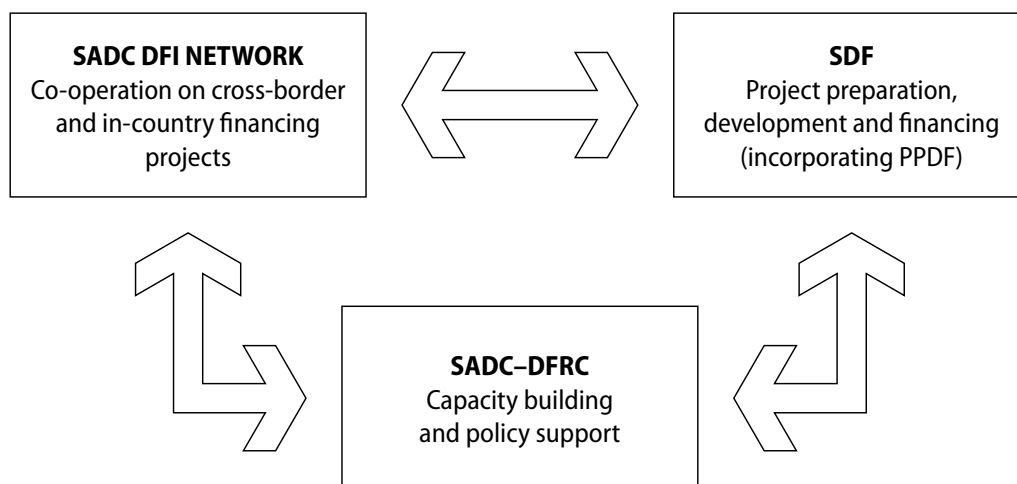 SADC DFI NETWORK
Co-operation on cross-border
and in-country financing
projects
SDF
Project preparation,
development and financing
(incorporating PPDF)
SADC–DFRC
Capacity building
and policy support